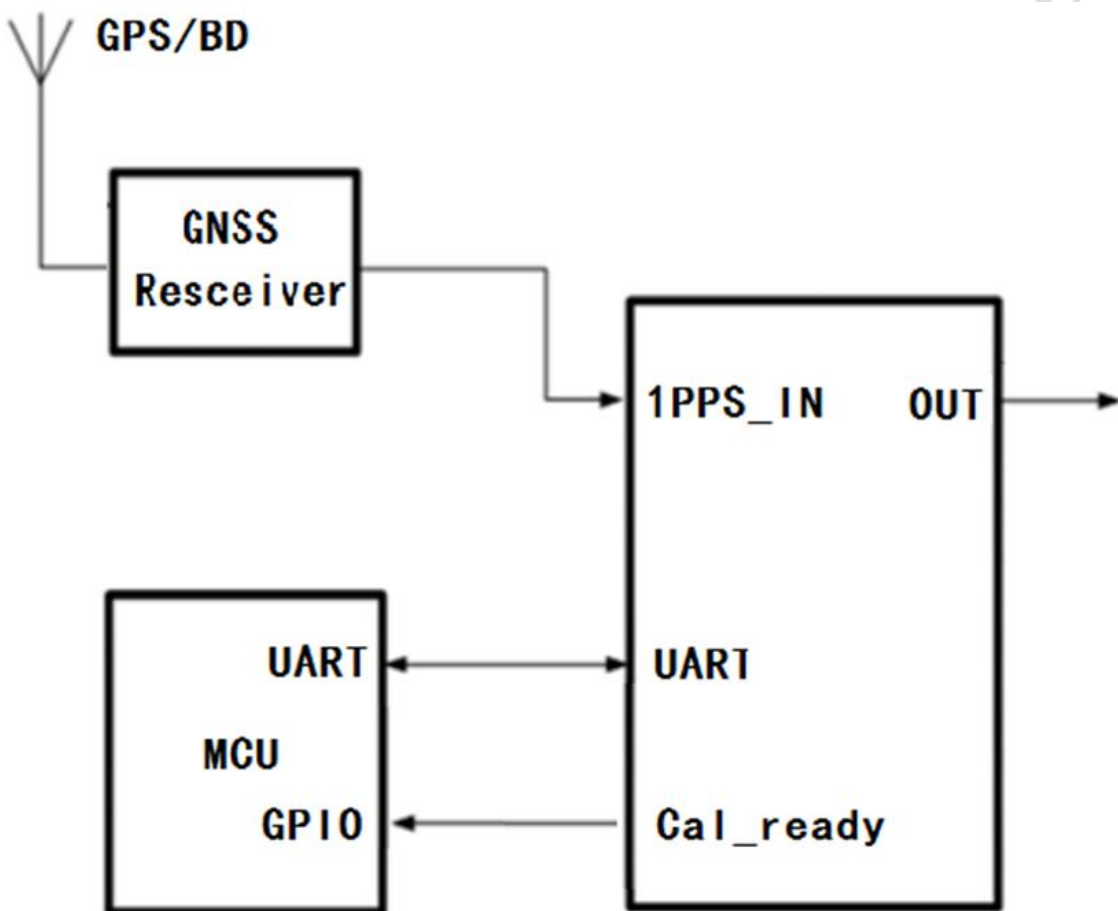 GPS/BD
GNSS
Resceiver
1PPS_IN
OUT
UART
UART
MCU
GPIO
Cal_ready